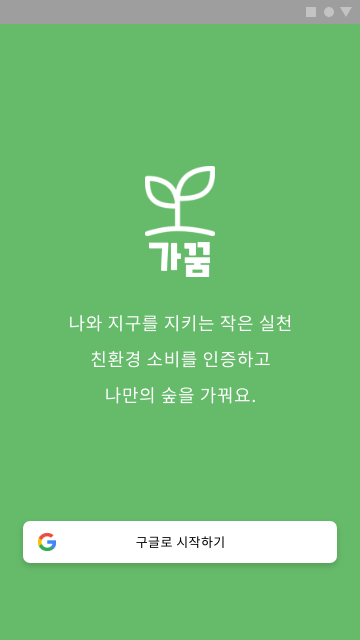 가꿈
나와 지구를 지키는 작은 실천
친환경 소비를 인증하고
나만의 숲을 가꿔요.
구글로 시작하기